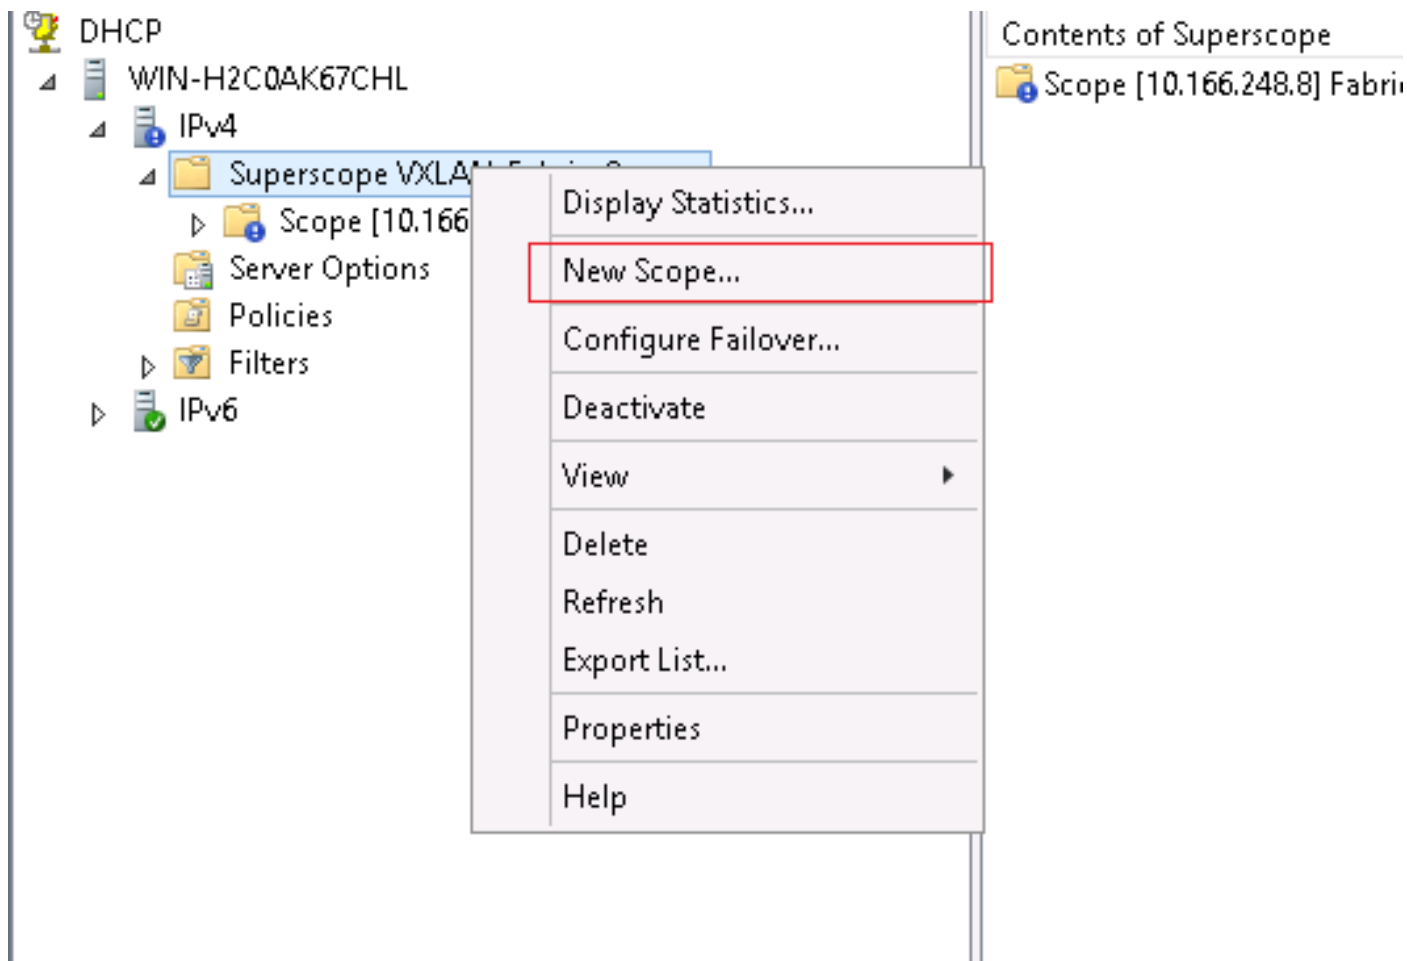 DHCP
WIN-H2C0AK67CHL
IPv4
Superscope VXLA
Scope [10.166
Server Options
Policies
Filters
IPv6
Display Statistics...
New Scope...
Configure Failover...
Deactivate
View
Delete
Refresh
Export List...
Properties
Help
Contents of Superscope
Scope [10.166.248.8] Fabri